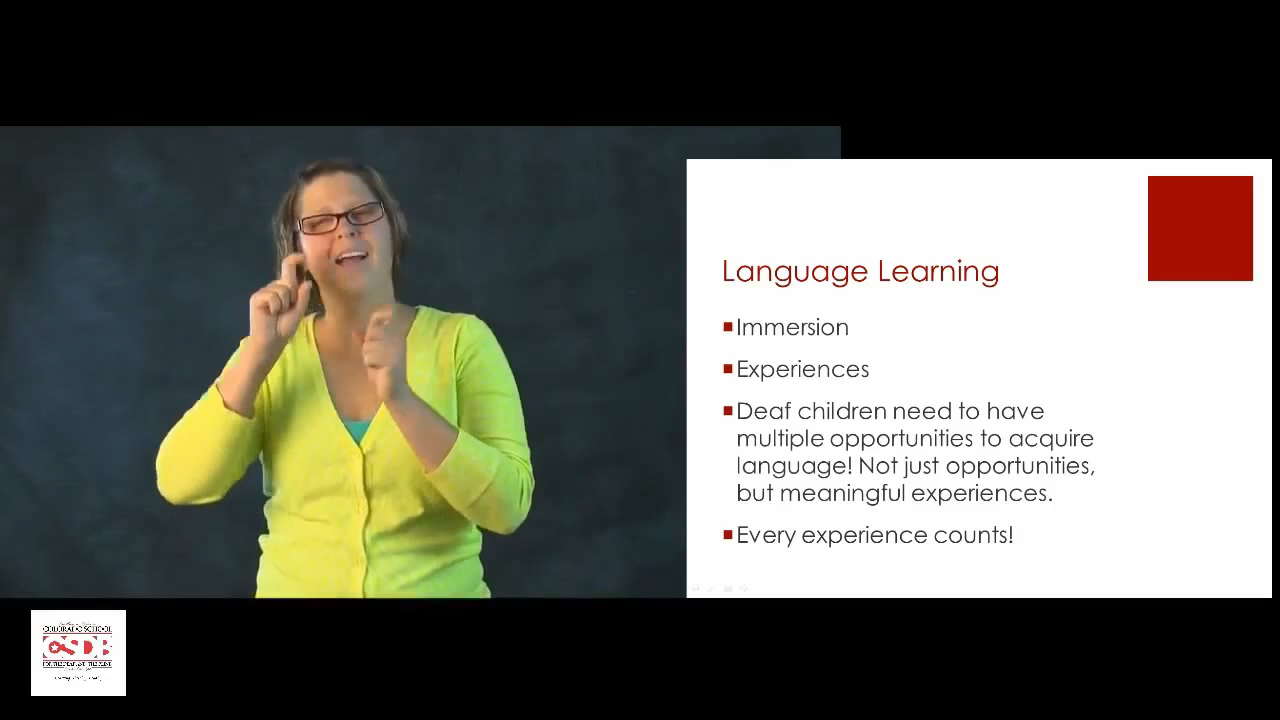 Language Learning
Immersion
Experiences
Deaf children need to have
multiple opportunities to acquire
language! Not just opportunities,
but meaningful experiences.
Every experience counts!
COLORADO SCHOOL
CSDB